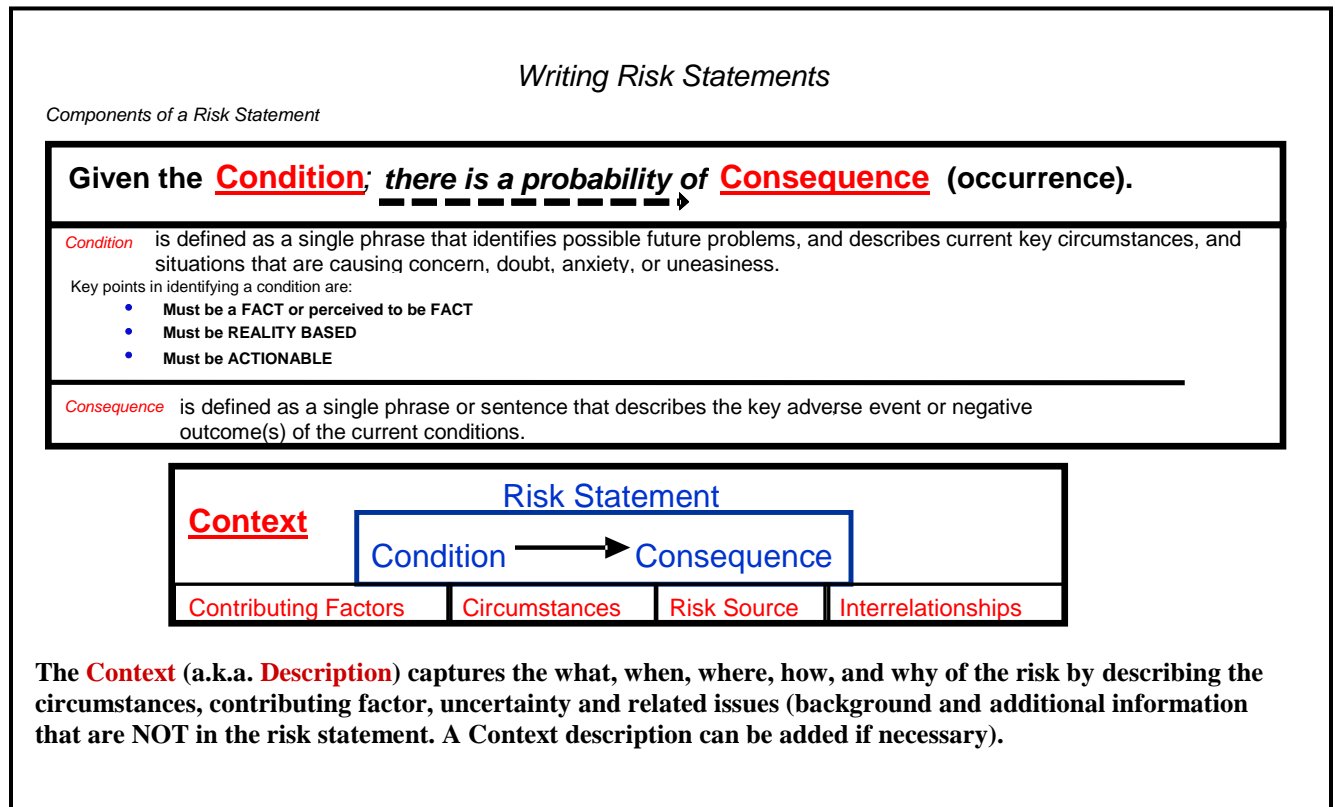 Writing Risk Statements
Components of a Risk Statement
Given the Condition; there is a probability of Consequence (occurrence).
Condition is defined as a single phrase that identifies possible future problems, and describes current key circumstances, and
situations that are causing concern, doubt, anxiety, or uneasiness.
Key points in identifying a condition are:
• Must be a FACT or perceived to be FACT
• Must be REALITY BASED
• Must be ACTIONABLE
Consequence is defined as a single phrase or sentence that describes the key adverse event or negative
outcome(s) of the current conditions.
Risk Statement
Context
Condition Consequence
Contributing Factors Circumstances Risk Source Interrelationships
The Context (a.k.a. Description) captures the what, when, where, how, and why of the risk by describing the
circumstances, contributing factor, uncertainty and related issues (background and additional information
that are NOT in the risk statement. A Context description can be added if necessary).